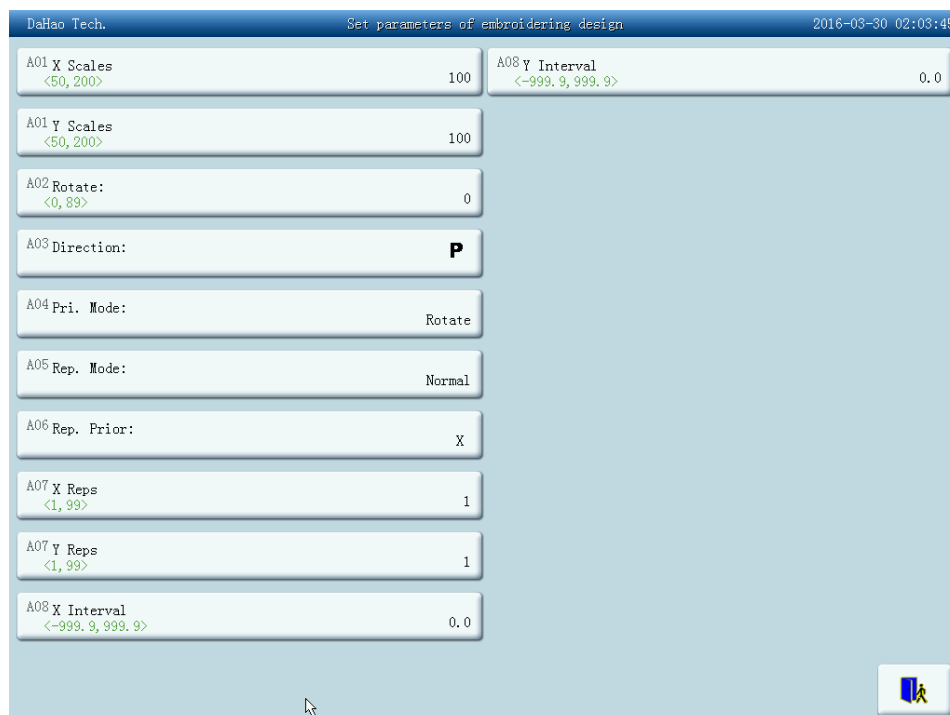 DaHao Tech. Set parameters of embroidering design 2016-03-30 02:03:45
A01 X Scales
<50, 200> 100
A08 Y Interval
<-999.9, 999.9> 0.0
A01 Y Scales
<50, 200> 100
A02 Rotate:
<0, 89> 0
A03 Direction: P
A04 Pri. Mode:
Rotate
A05 Rep. Mode:
Normal
A06 Rep. Prior:
X
A07 X Reps
<1, 99> 1
A07 Y Reps
<1, 99> 1
A08 X Interval
<-999.9, 999.9> 0.0